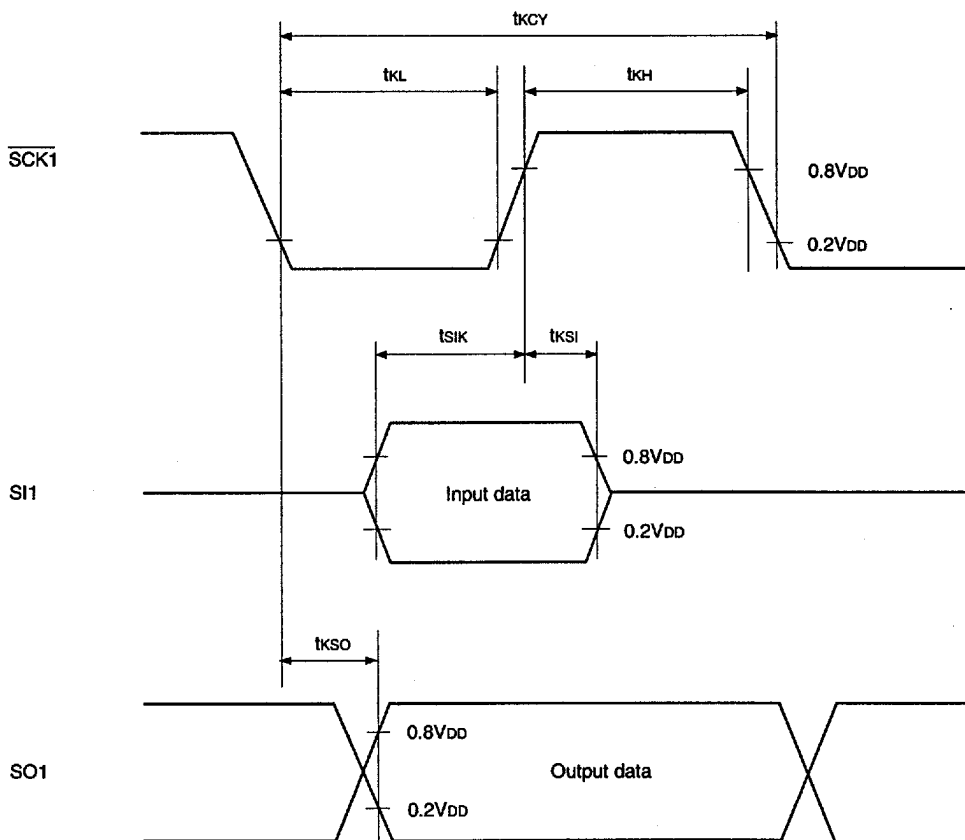 tKCY
tKL
tKH
SCK1
0.8VDD
0.2VDD
tSIK
tKSI
0.8VDD
SI1
Input data
0.2VDD
tKSO
0.8VDD
SO1
Output data
0.2VDD